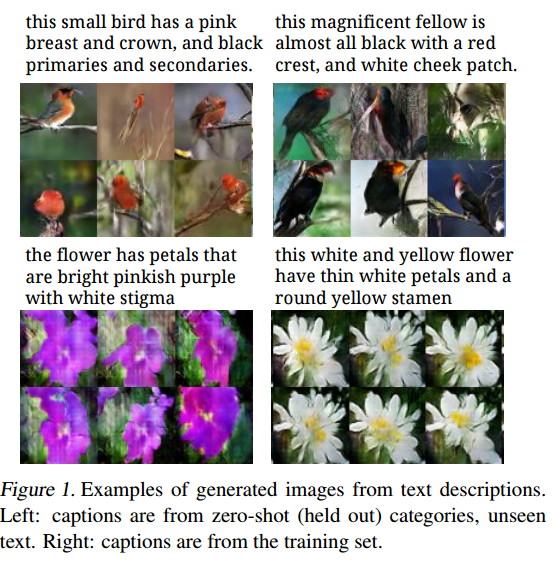 this small bird has a pink
breast and crown, and black
primaries and secondaries.
this magnificent fellow is
almost all black with a red
crest, and white cheek patch.
the flower has petals that
are bright pinkish purple
with white stigma
this white and yellow flower
have thin white petals and a
round yellow stamen
Figure 1. Examples of generated images from text descriptions.
Left: captions are from zero-shot (held out) categories, unseen
text. Right: captions are from the training set.